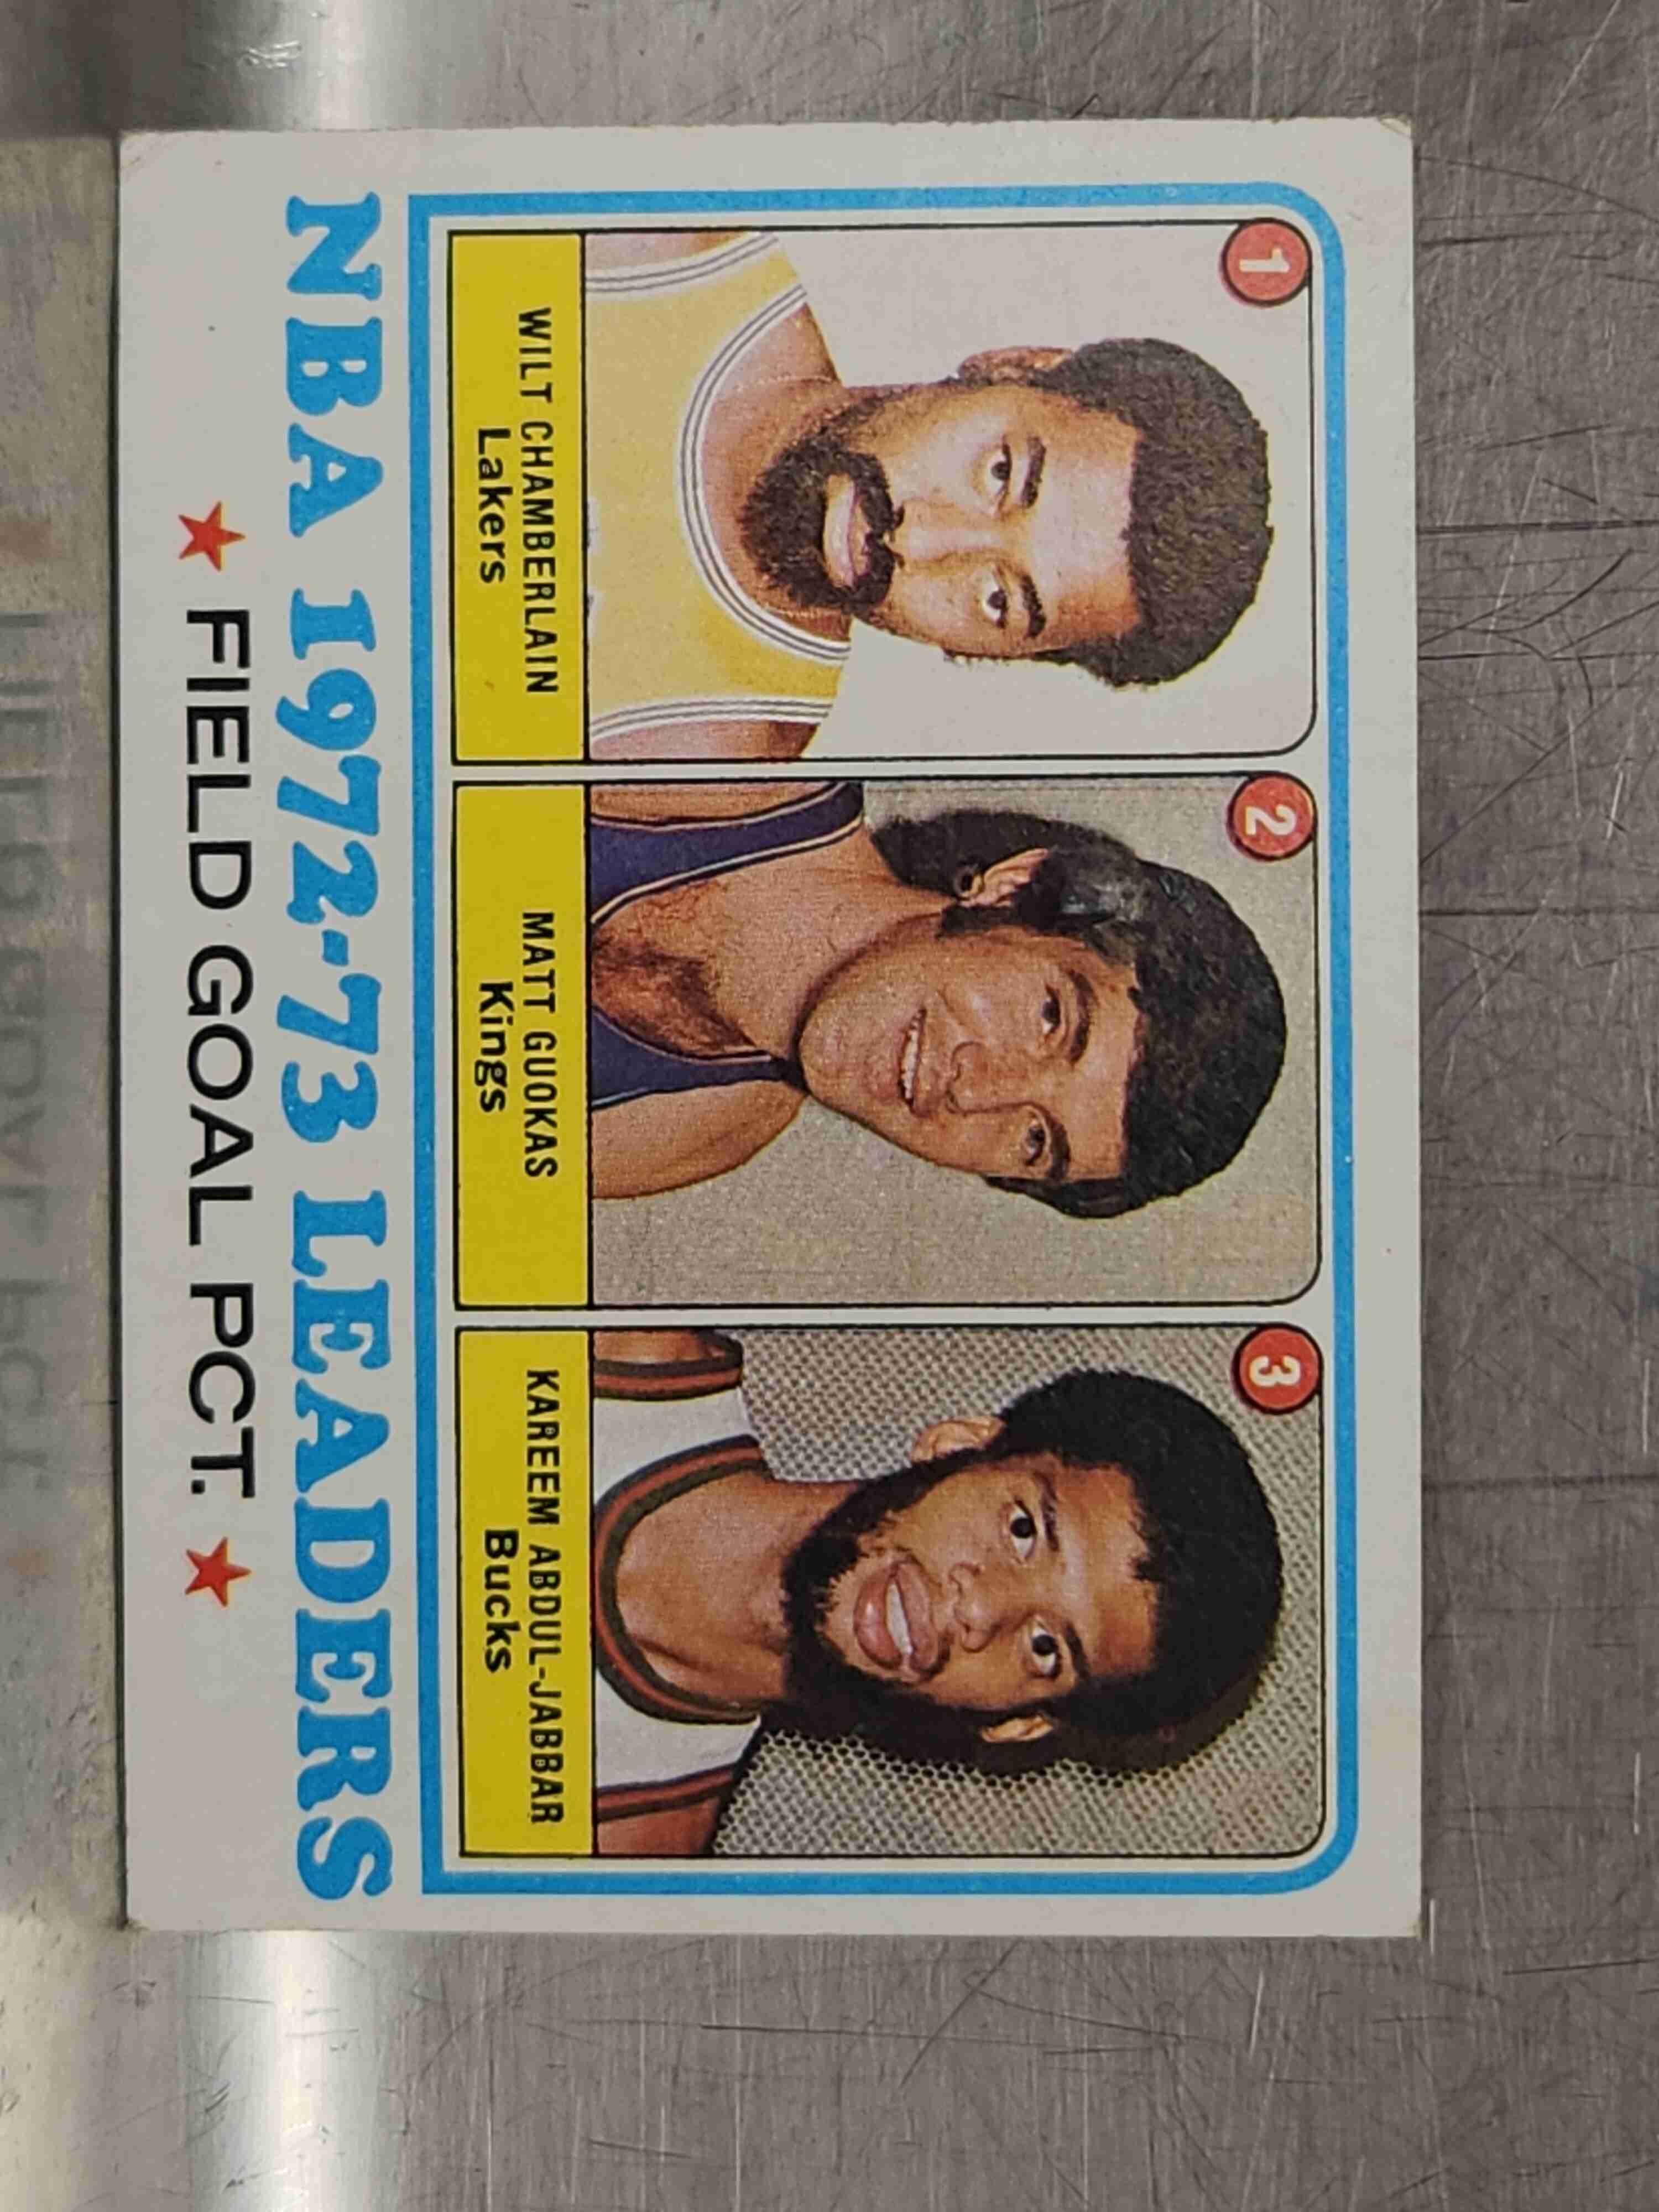 1
WILT CHAMBERLAIN
Lakers
2
MATT GUOKAS
Kings
3
KAREEM ABDUL-JABBAR
Bucks
NBA 1972-73 LEADERS
★ FIELD GOAL PCT. ★